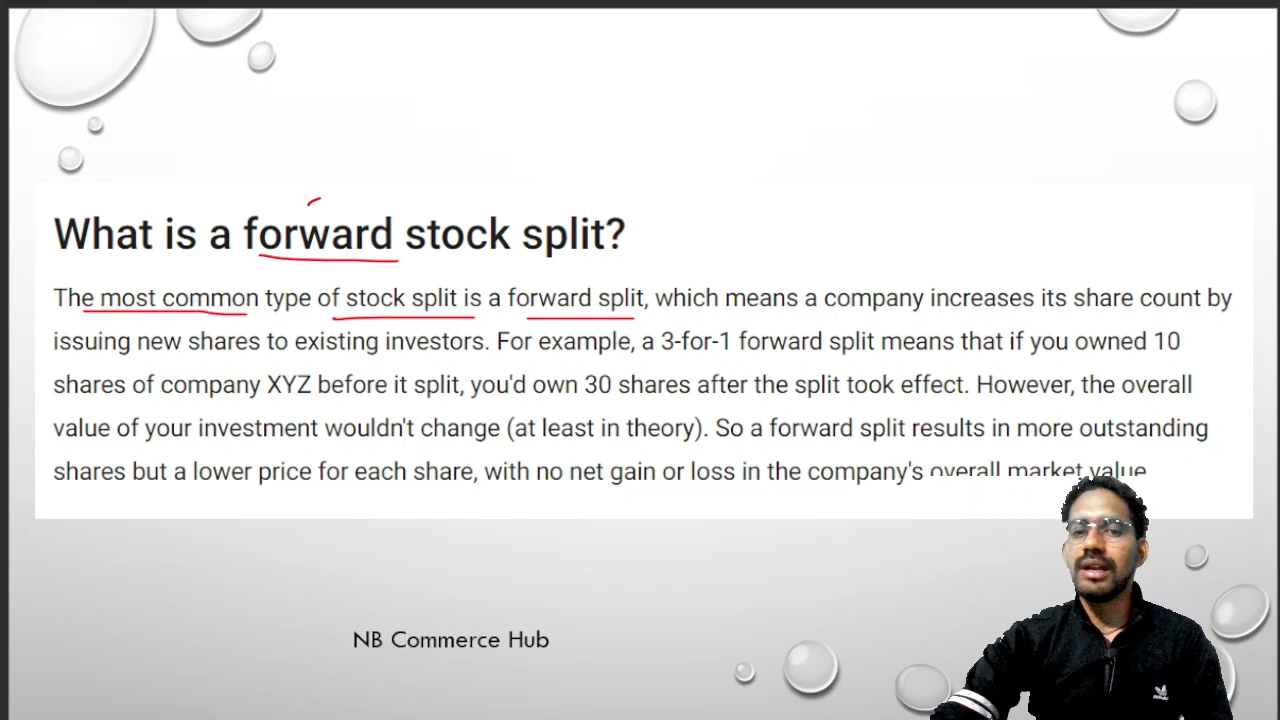 What is a forward stock split?
The most common type of stock split is a forward split, which means a company increases its share count by
issuing new shares to existing investors. For example, a 3-for-1 forward split means that if you owned 10
shares of company XYZ before it split, you'd own 30 shares after the split took effect. However, the overall
value of your investment wouldn't change (at least in theory). So a forward split results in more outstanding
shares but a lower price for each share, with no net gain or loss in the company's overall market value
NB Commerce Hub